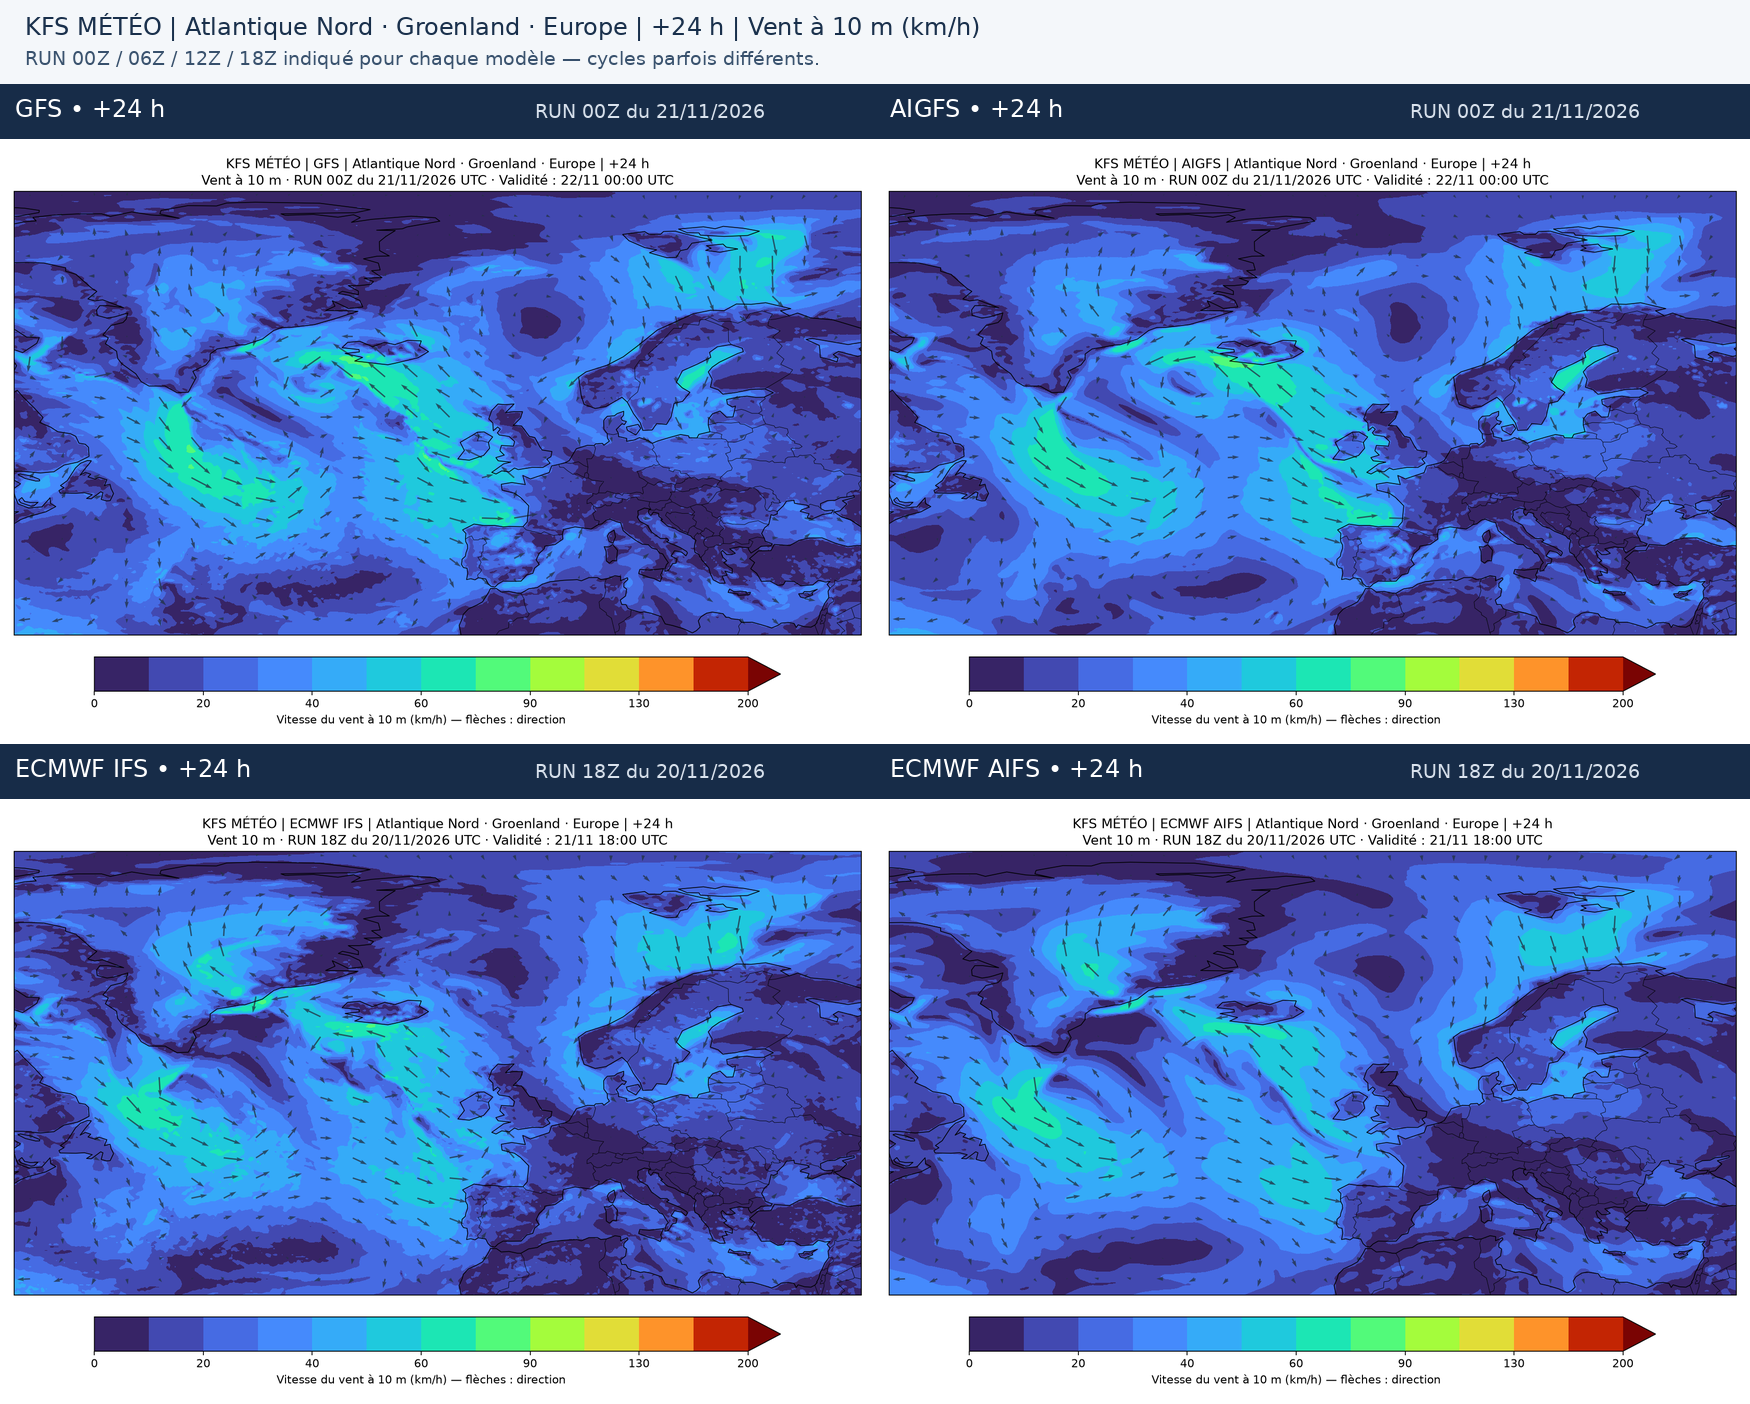 KFS MÉTÉO | Atlantique Nord · Groenland · Europe | +24 h | Vent à 10 m (km/h)
RUN 00Z / 06Z / 12Z / 18Z indiqué pour chaque modèle — cycles parfois différents.
GFS • +24 h
RUN 00Z du 21/11/2026
KFS MÉTÉO | GFS | Atlantique Nord · Groenland · Europe | +24 h
Vent à 10 m · RUN 00Z du 21/11/2026 UTC · Validité : 22/11 00:00 UTC
0 20 40 60 90 130 200
Vitesse du vent à 10 m (km/h) — flèches : direction
AIGFS • +24 h
RUN 00Z du 21/11/2026
KFS MÉTÉO | AIGFS | Atlantique Nord · Groenland · Europe | +24 h
Vent à 10 m · RUN 00Z du 21/11/2026 UTC · Validité : 22/11 00:00 UTC
0 20 40 60 90 130 200
Vitesse du vent à 10 m (km/h) — flèches : direction
ECMWF IFS • +24 h
RUN 18Z du 20/11/2026
KFS MÉTÉO | ECMWF IFS | Atlantique Nord · Groenland · Europe | +24 h
Vent 10 m · RUN 18Z du 20/11/2026 UTC · Validité : 21/11 18:00 UTC
0 20 40 60 90 130 200
Vitesse du vent à 10 m (km/h) — flèches : direction
ECMWF AIFS • +24 h
RUN 18Z du 20/11/2026
KFS MÉTÉO | ECMWF AIFS | Atlantique Nord · Groenland · Europe | +24 h
Vent 10 m · RUN 18Z du 20/11/2026 UTC · Validité : 21/11 18:00 UTC
0 20 40 60 90 130 200
Vitesse du vent à 10 m (km/h) — flèches : direction